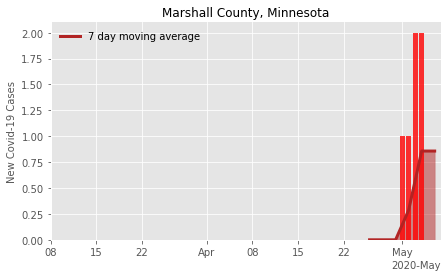 Marshall County, Minnesota
7 day moving average
New Covid-19 Cases
2.00
1.75
1.50
1.25
1.00
0.75
0.50
0.25
0.00
08 15 22 Apr 08 15 22 May
2020-May